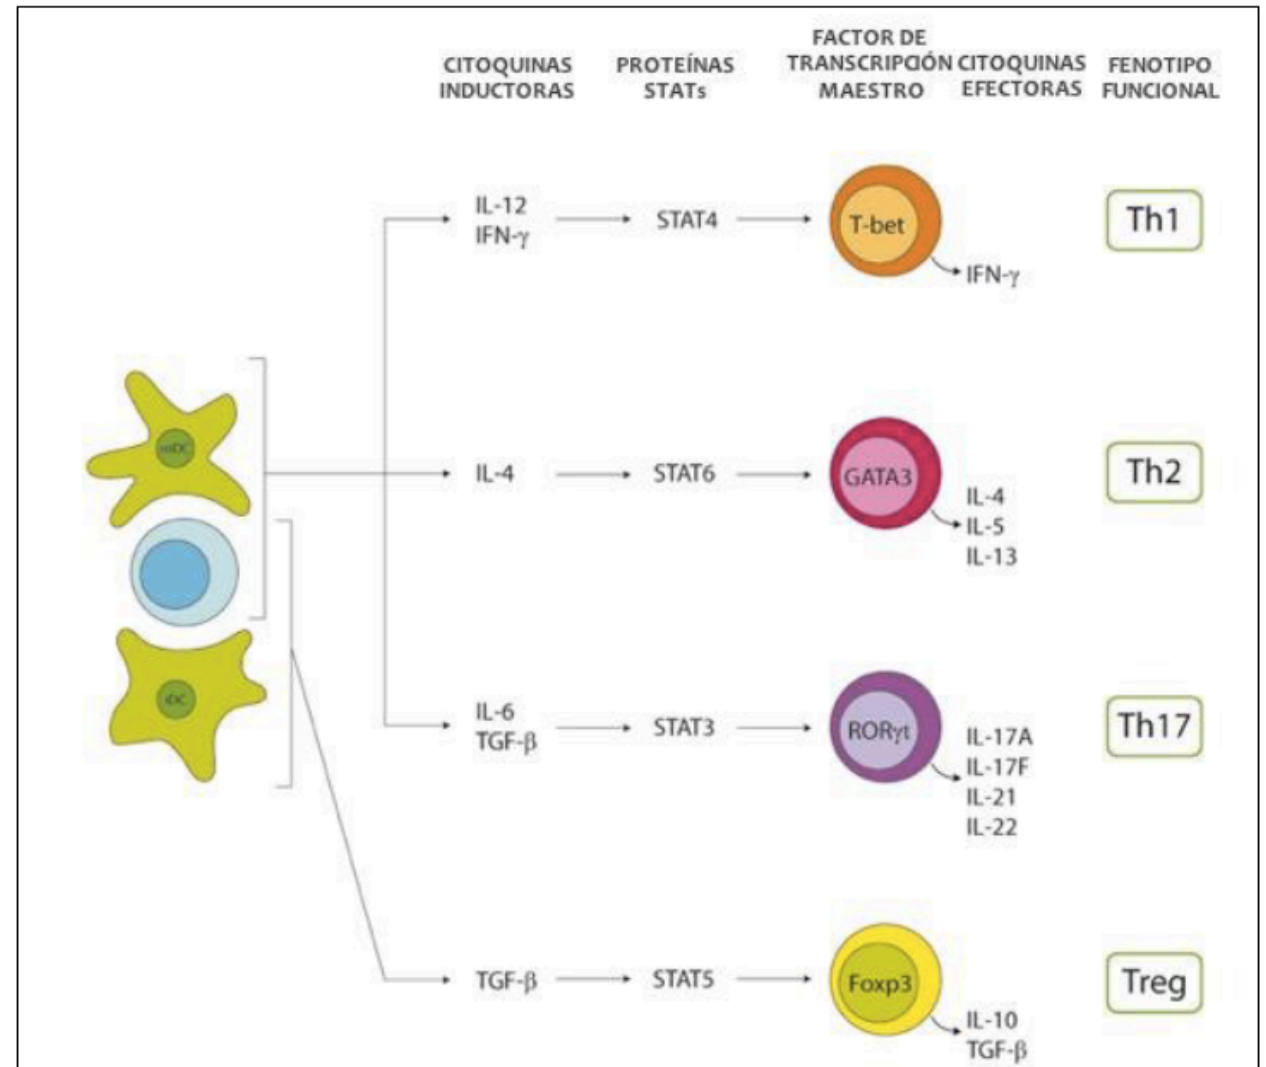 CITOQUINAS
INDUCTORAS
PROTEÍNAS
STATs
FACTOR DE
TRANSCRIPCIÓN
MAESTRO
CITOQUINAS
EFECTORAS
FENOTIPO
FUNCIONAL
IL-12
IFN-γ
STAT4
T-bet
IFN-γ
Th1
mDC
IL-4
STAT6
GATA3
IL-4
IL-5
IL-13
Th2
iDC
IL-6
TGF-β
STAT3
RORγt
IL-17A
IL-17F
IL-21
IL-22
Th17
TGF-β
STAT5
Foxp3
IL-10
TGF-β
Treg